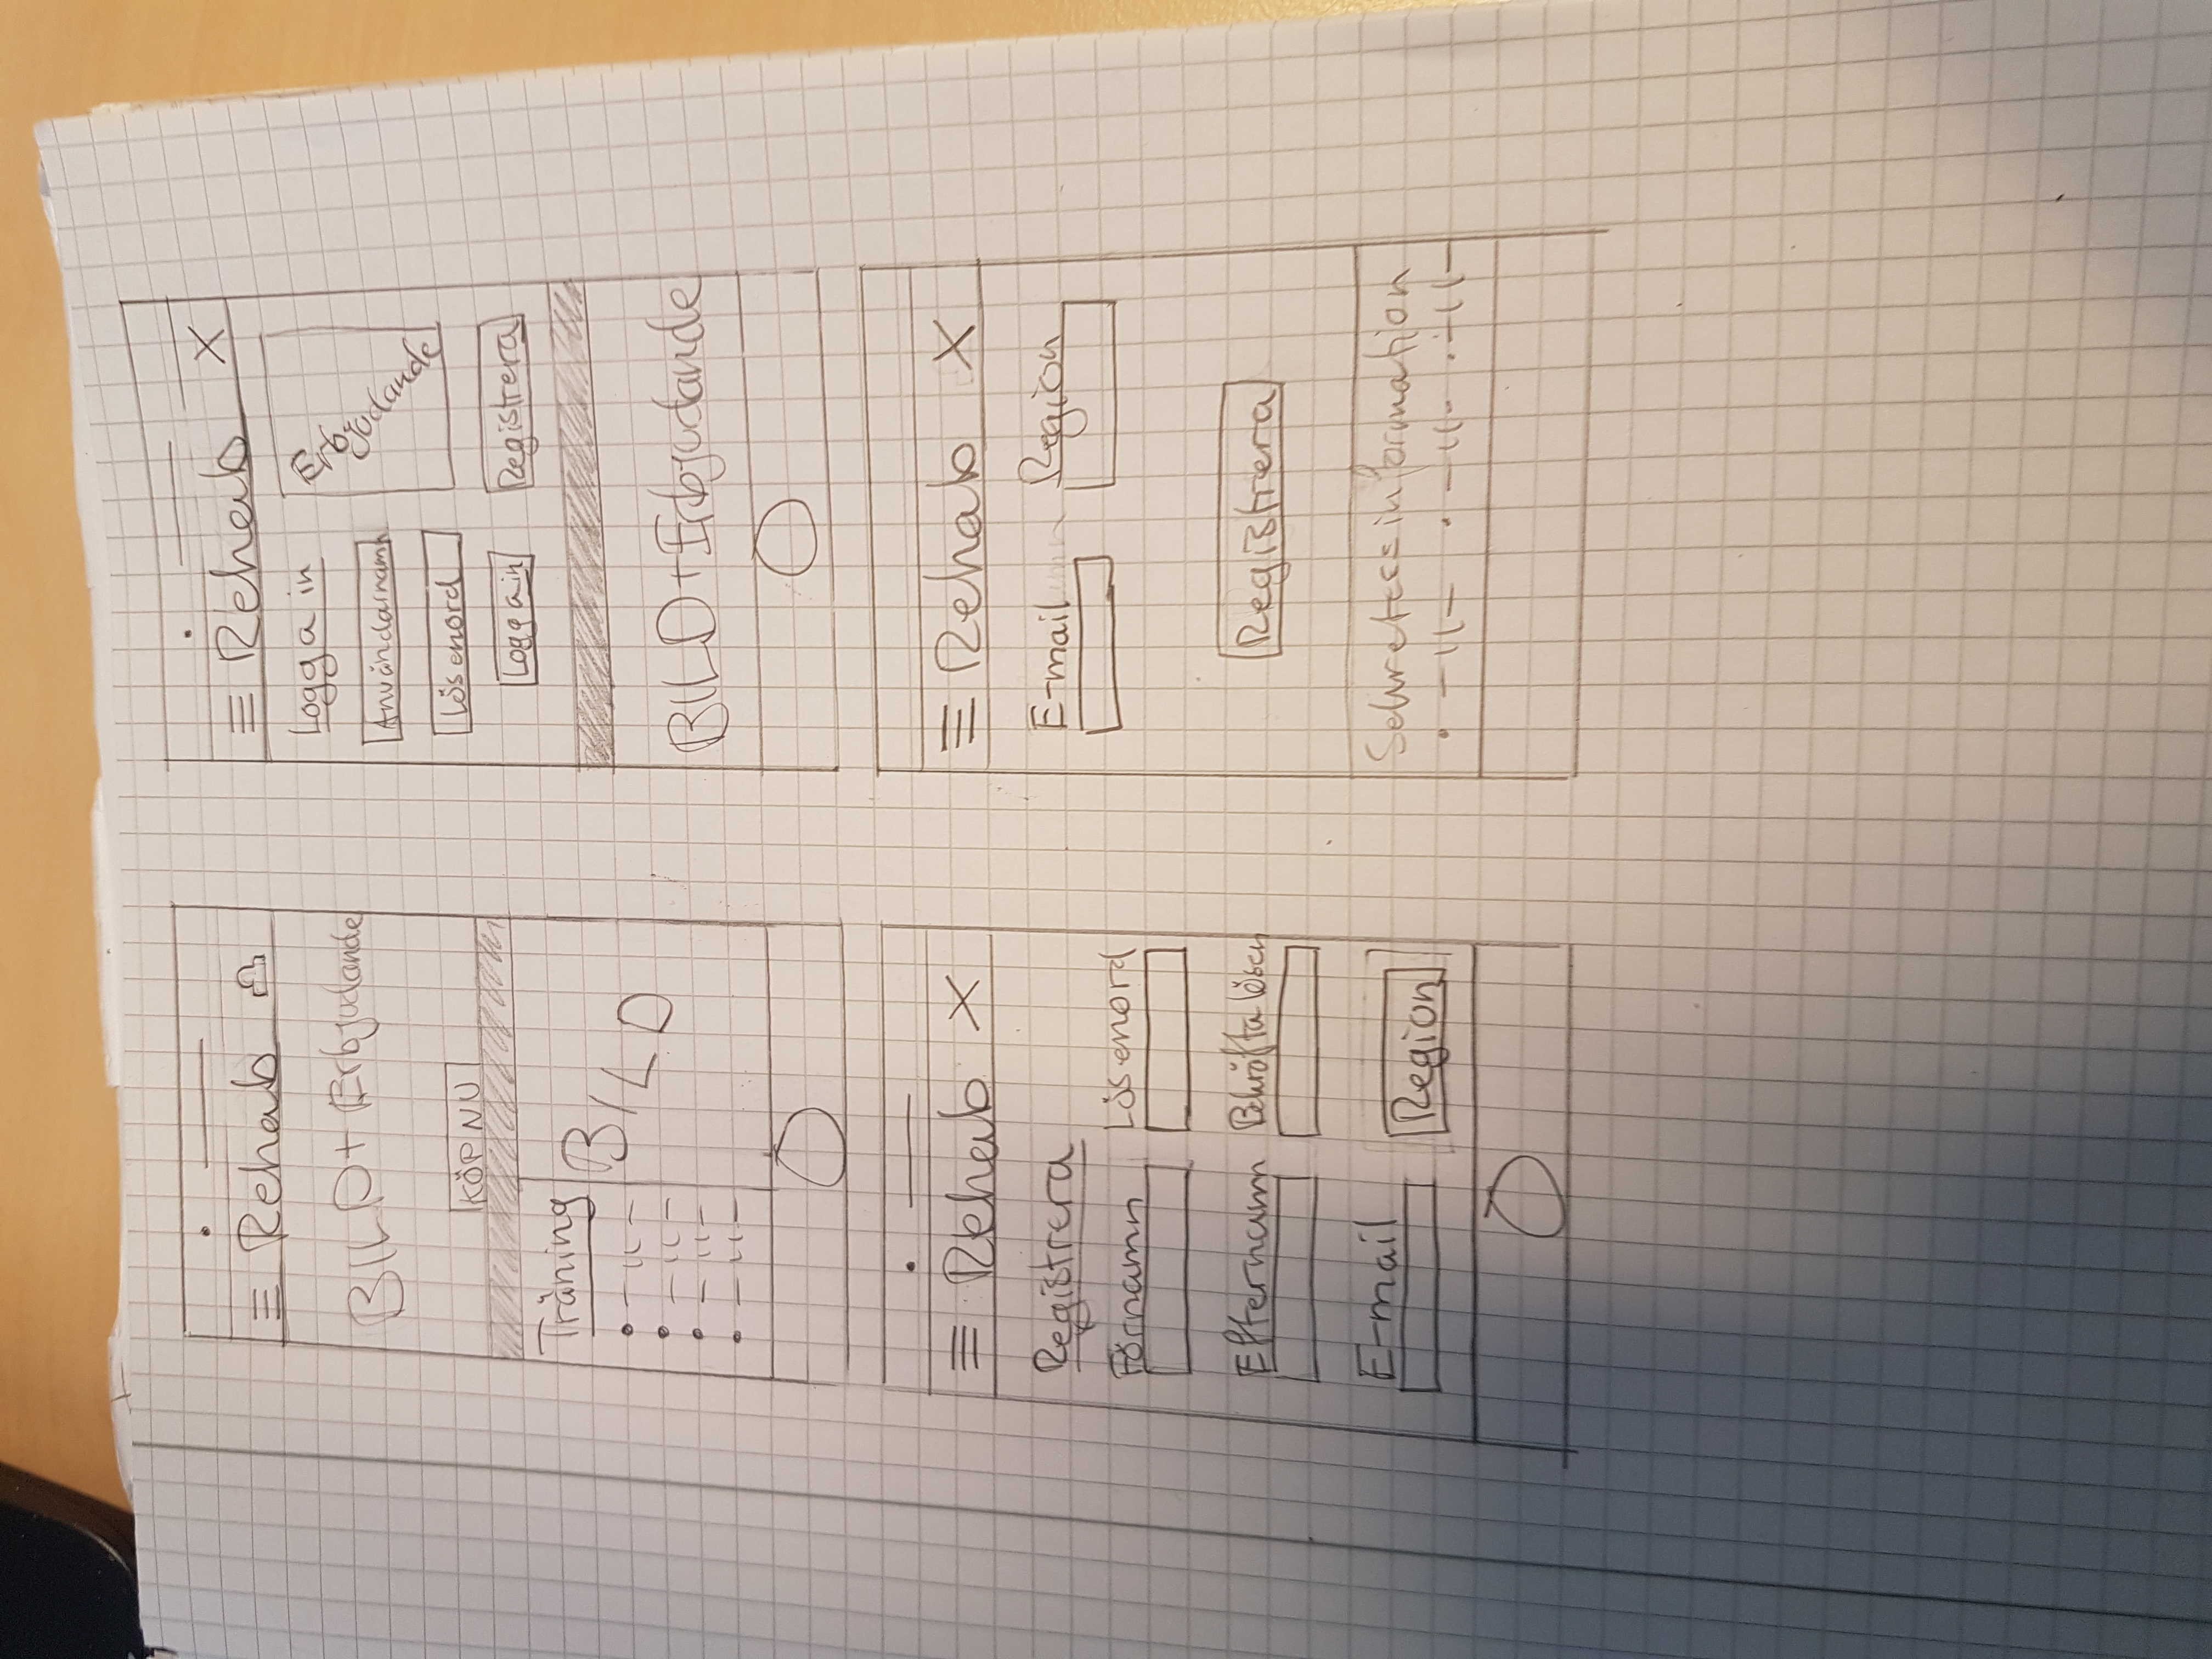 Rehab
BILD + Erbjudande
KÖP NU
Träning
BILD
Rehab X
Logga in
Erbjudande
Användarnamn
Lösenord
Logga in
Registrera
BILD + Erbjudande
Rehab X
Registrera
Förnamn Lösenord
Efternamn Bekräfta lösen
E-mail
Region
Rehab X
E-mail Region
Registrera
Sekretessinformation